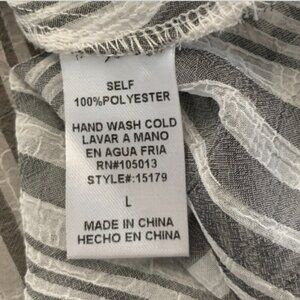 SELF
100%POLYESTER
HAND WASH COLD
LAVAR A MANO
EN AGUA FRIA
RN#105013
STYLE#:15179
L
MADE IN CHINA
HECHO EN CHINA